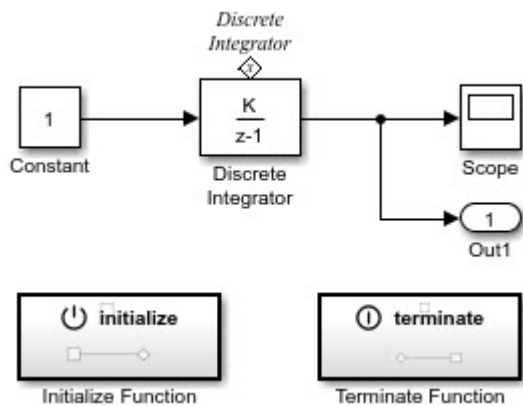 Discrete
Integrator
x
1
K
z-1
Constant
Discrete
Integrator
Scope
1
Out1
initialize
terminate
Initialize Function
Terminate Function